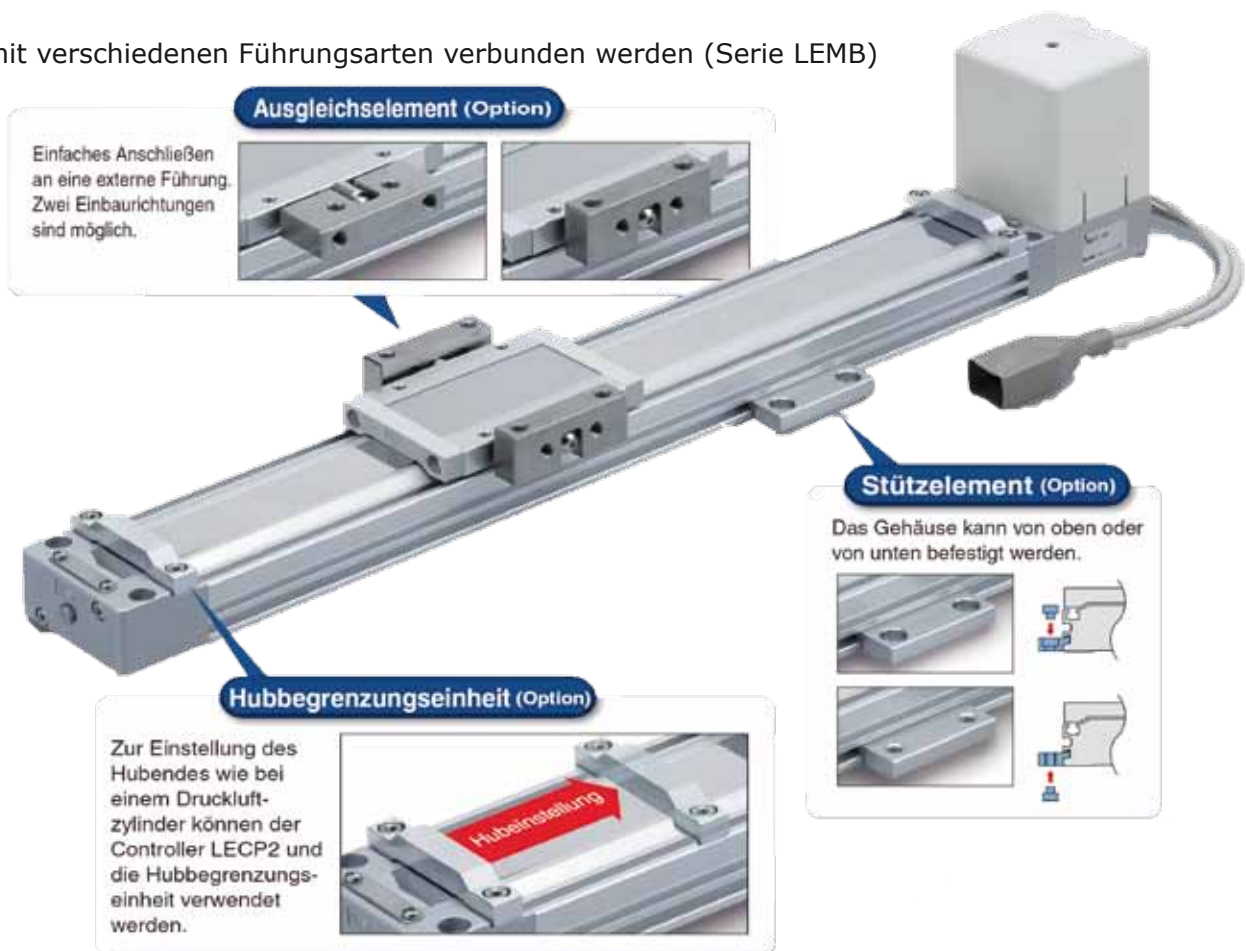 mit verschiedenen Führungsarten verbunden werden (Serie LEMB)
Ausgleichselement (Option)
Einfaches Anschließen
an eine externe Führung.
Zwei Einbaurichtungen
sind möglich.
Stützelement (Option)
Das Gehäuse kann von oben oder
von unten befestigt werden.
Hubbegrenzungseinheit (Option)
Zur Einstellung des
Hubendes wie bei
einem Druckluft-
zylinder können der
Controller LECP2 und
die Hubbegrenzungs-
einheit verwendet
werden.
Hubeinstellung